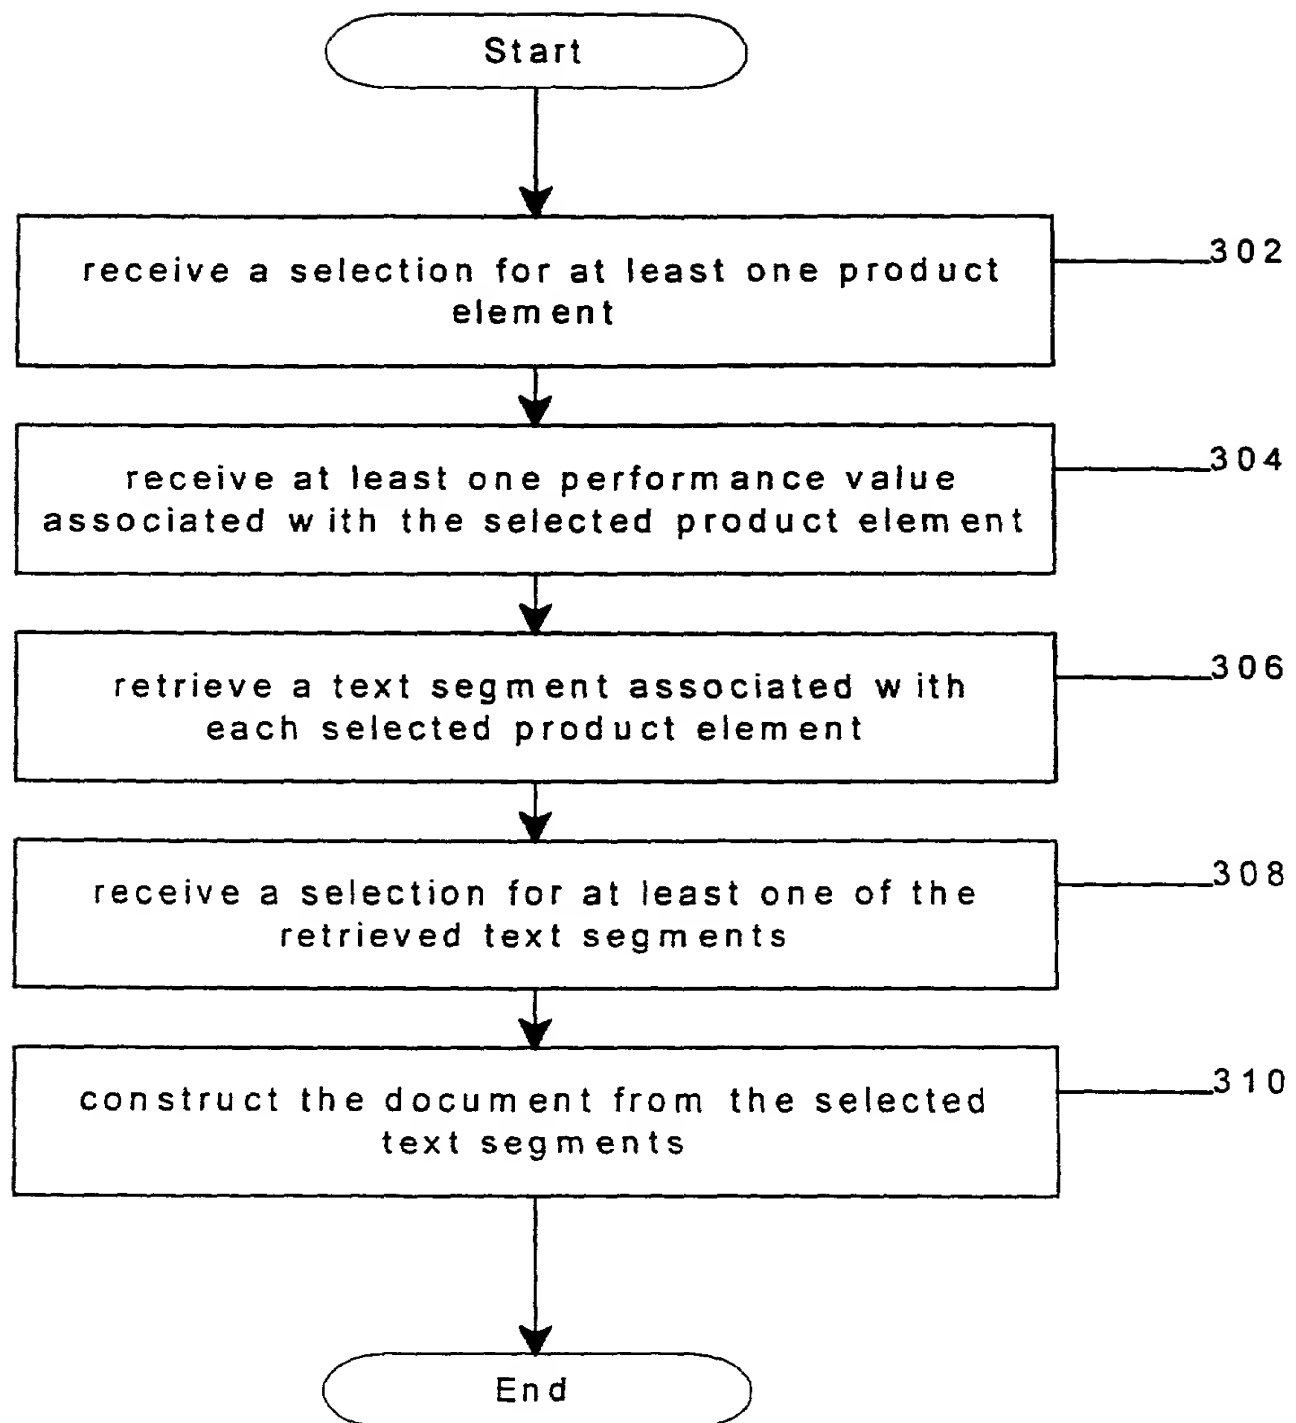 Start
receive a selection for at least one product
element
302
receive at least one performance value
associated with the selected product element
304
retrieve a text segment associated with
each selected product element
306
receive a selection for at least one of the
retrieved text segments
308
construct the document from the selected
text segments
310
End